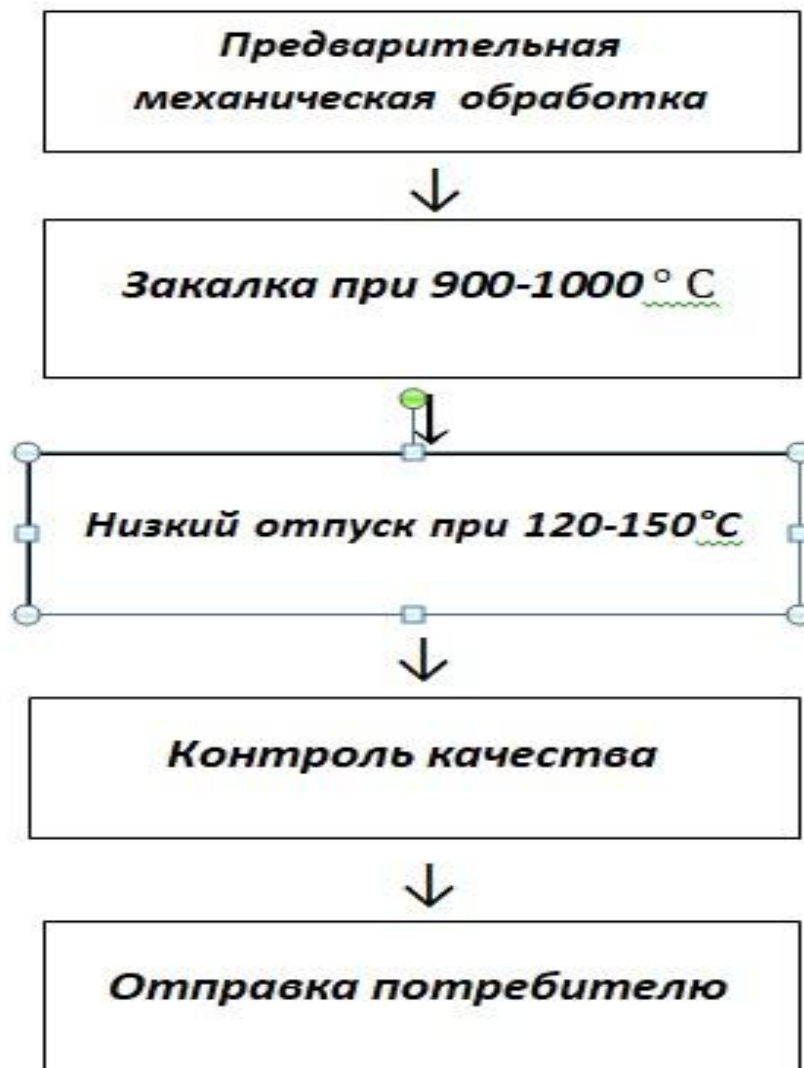 Предварительная
механическая обработка
Закалка при 900-1000 ° C
Низкий отпуск при 120-150°С
Контроль качества
Отправка потребителю